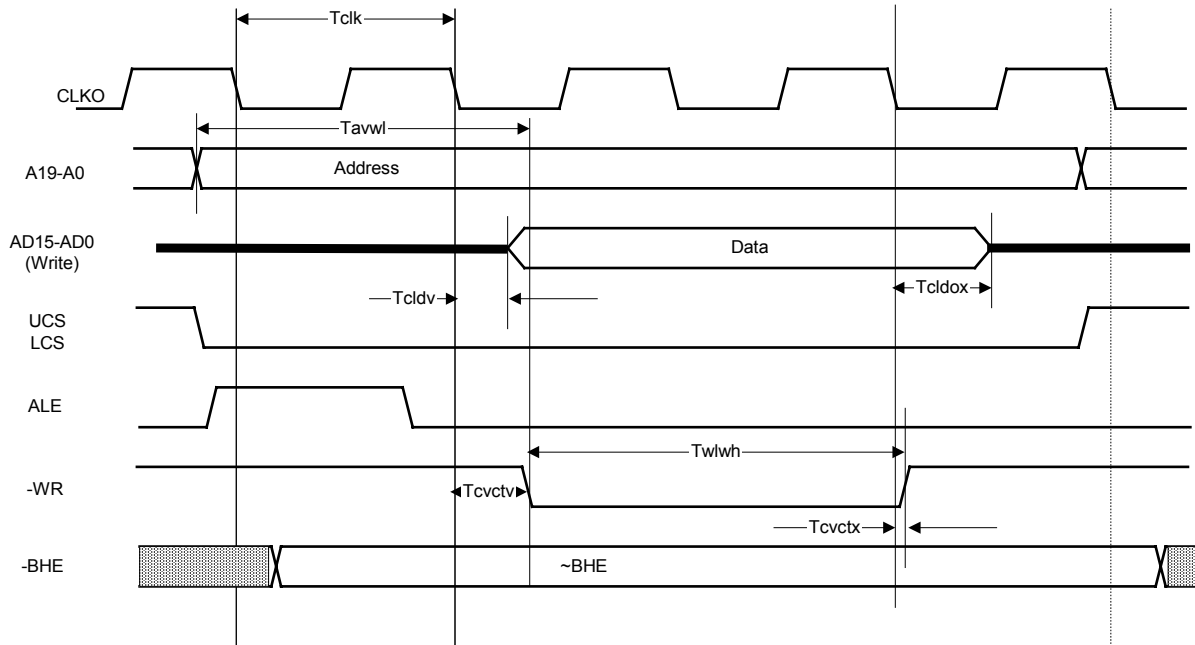 Tclk
CLKO
Tavwl
A19-A0
Address
AD15-AD0
(Write)
Data
Tcldv
Tcldox
UCS
LCS
ALE
Twlwh
-WR
Tcvctv
Tcvctx
-BHE
~BHE